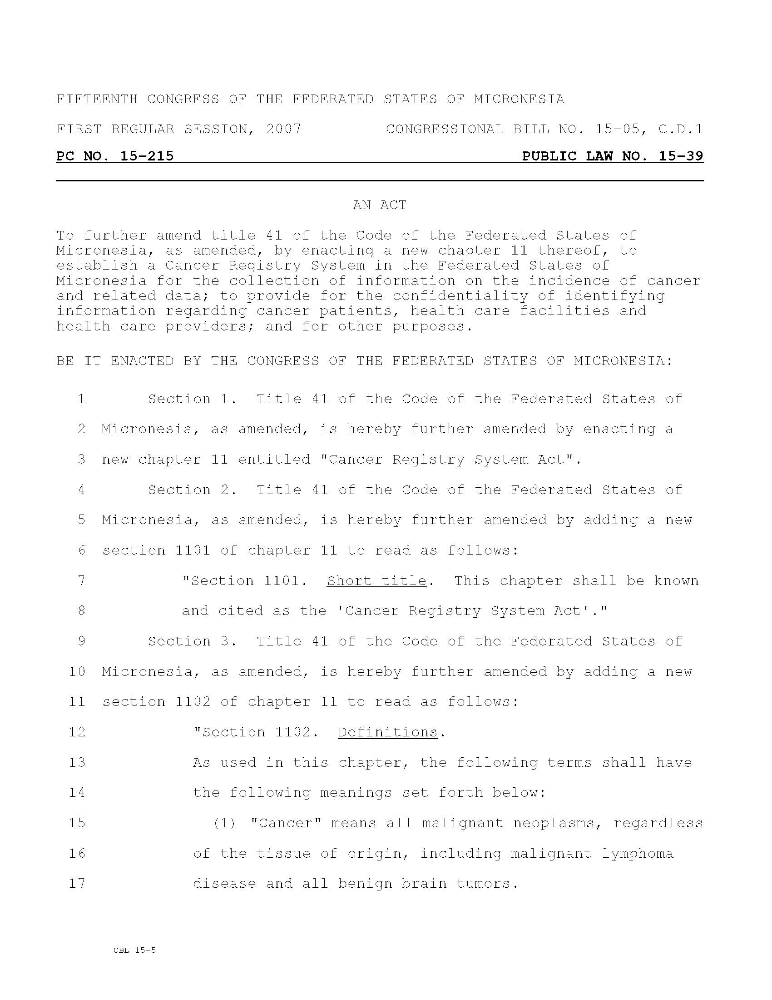 FIFTEENTH CONGRESS OF THE FEDERATED STATES OF MICRONESIA
FIRST REGULAR SESSION, 2007 CONGRESSIONAL BILL NO. 15-05, C.D.1
PC NO. 15-215 PUBLIC LAW NO. 15-39
AN ACT
To further amend title 41 of the Code of the Federated States of
Micronesia, as amended, by enacting a new chapter 11 thereof, to
establish a Cancer Registry System in the Federated States of
Micronesia for the collection of information on the incidence of cancer
and related data; to provide for the confidentiality of identifying
information regarding cancer patients, health care facilities and
health care providers; and for other purposes.
BE IT ENACTED BY THE CONGRESS OF THE FEDERATED STATES OF MICRONESIA:
1 Section 1. Title 41 of the Code of the Federated States of
2 Micronesia, as amended, is hereby further amended by enacting a
3 new chapter 11 entitled "Cancer Registry System Act".
4 Section 2. Title 41 of the Code of the Federated States of
5 Micronesia, as amended, is hereby further amended by adding a new
6 section 1101 of chapter 11 to read as follows:
7 "Section 1101. Short title. This chapter shall be known
8 and cited as the 'Cancer Registry System Act'."
9 Section 3. Title 41 of the Code of the Federated States of
10 Micronesia, as amended, is hereby further amended by adding a new
11 section 1102 of chapter 11 to read as follows:
12 "Section 1102. Definitions.
13 As used in this chapter, the following terms shall have
14 the following meanings set forth below:
15 (1) "Cancer" means all malignant neoplasms, regardless
16 of the tissue of origin, including malignant lymphoma
17 disease and all benign brain tumors.
CBL 15-5